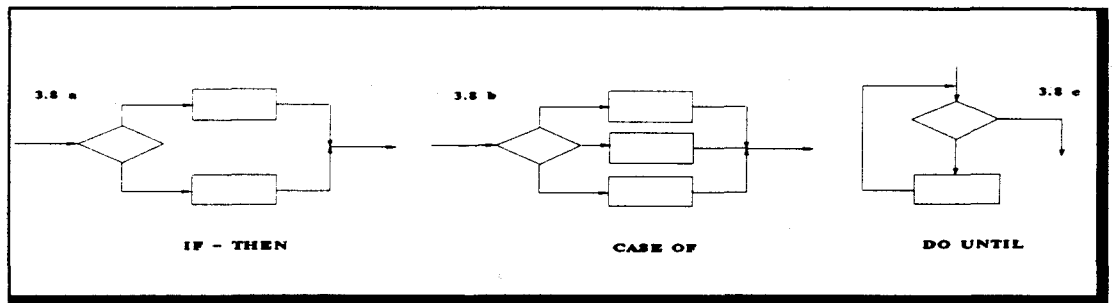 3.8 a
3.8 b
3.8 c
IF - THEN
CASE OF
DO UNTIL